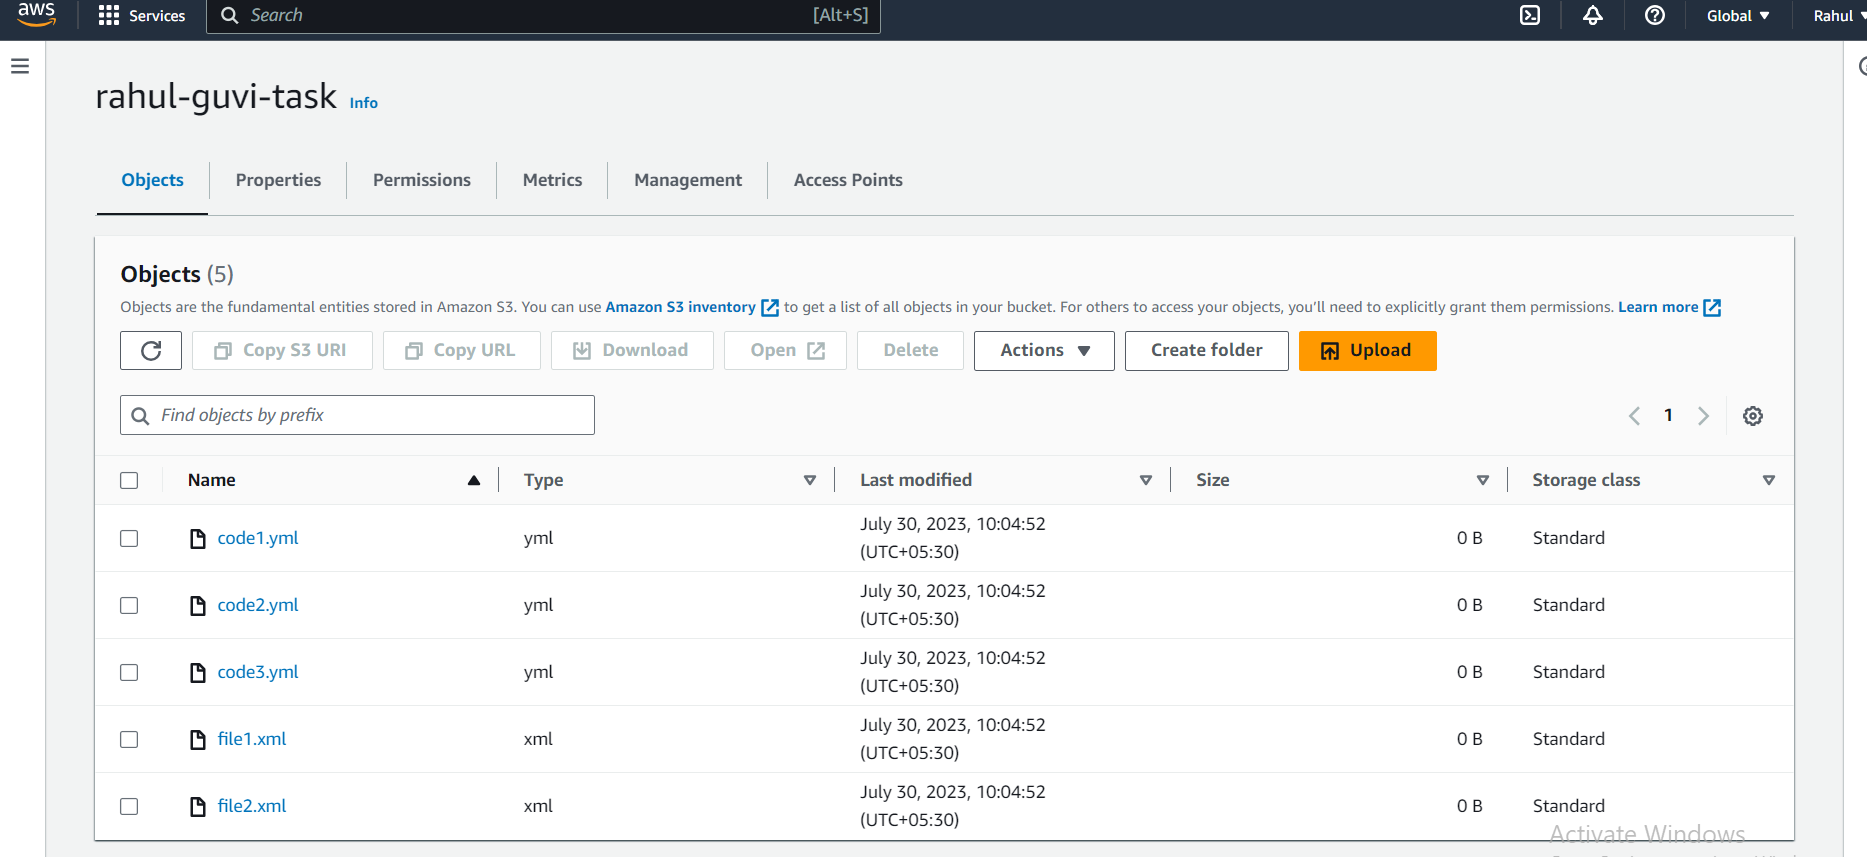 aws Services Search [Alt+S] Global Rahul
rahul-guvi-task Info
Objects Properties Permissions Metrics Management Access Points
Objects (5)
Objects are the fundamental entities stored in Amazon S3. You can use Amazon S3 inventory to get a list of all objects in your bucket. For others to access your objects, you'll need to explicitly grant them permissions. Learn more
Copy S3 URI Copy URL Download Open Delete Actions Create folder Upload
Find objects by prefix 1
Name Type Last modified Size Storage class
code1.yml yml July 30, 2023, 10:04:52 (UTC+05:30) 0 B Standard
code2.yml yml July 30, 2023, 10:04:52 (UTC+05:30) 0 B Standard
code3.yml yml July 30, 2023, 10:04:52 (UTC+05:30) 0 B Standard
file1.xml xml July 30, 2023, 10:04:52 (UTC+05:30) 0 B Standard
file2.xml xml July 30, 2023, 10:04:52 (UTC+05:30) 0 B Standard
Activate Windows